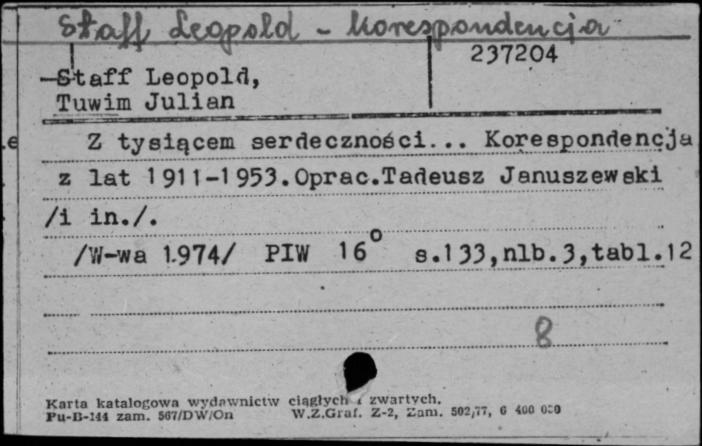 Staff Leopold - Korespondencja
237204
Staff Leopold,
Tuwim Julian
Z tysiącem serdeczności... Korespondencja
z lat 1911-1953.Oprac.Tadeusz Januszewski
/i in./.
/W-wa 1.974/ PIW 16° s.133,nlb.3,tabl.12
8
Karta katalogowa wydawnictw ciągłych i zwartych.
Pu-B-144 zam. 567/DW/On W.Z.Graf. Z-2, Zam. 502/77, 6 400 000